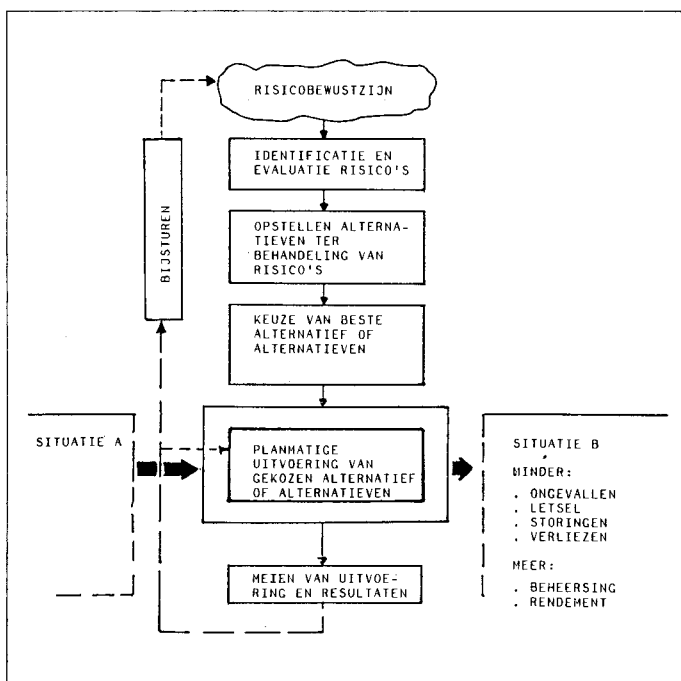 RISICOBEWUSTZIJN
IDENTIFICATIE EN
EVALUATIE RISICO'S
OPSTELLEN ALTERNA-
TIEVEN TER
BEHANDELING VAN
RISICO'S
BIJSTUREN
KEUZE VAN BESTE
ALTERNATIEF OF
ALTERNATIEVEN
SITUATIE A
PLANMATIGE
UITVOERING VAN
GEKOZEN ALTERNATIEF
OF ALTERNATIEVEN
SITUATIE B
MINDER:
. ONGEVALLEN
. LETSEL
. STORINGEN
. VERLIEZEN
MEER:
. BEHEERSING
. RENDEMENT
METEN VAN UITVOE-
RING EN RESULTATEN